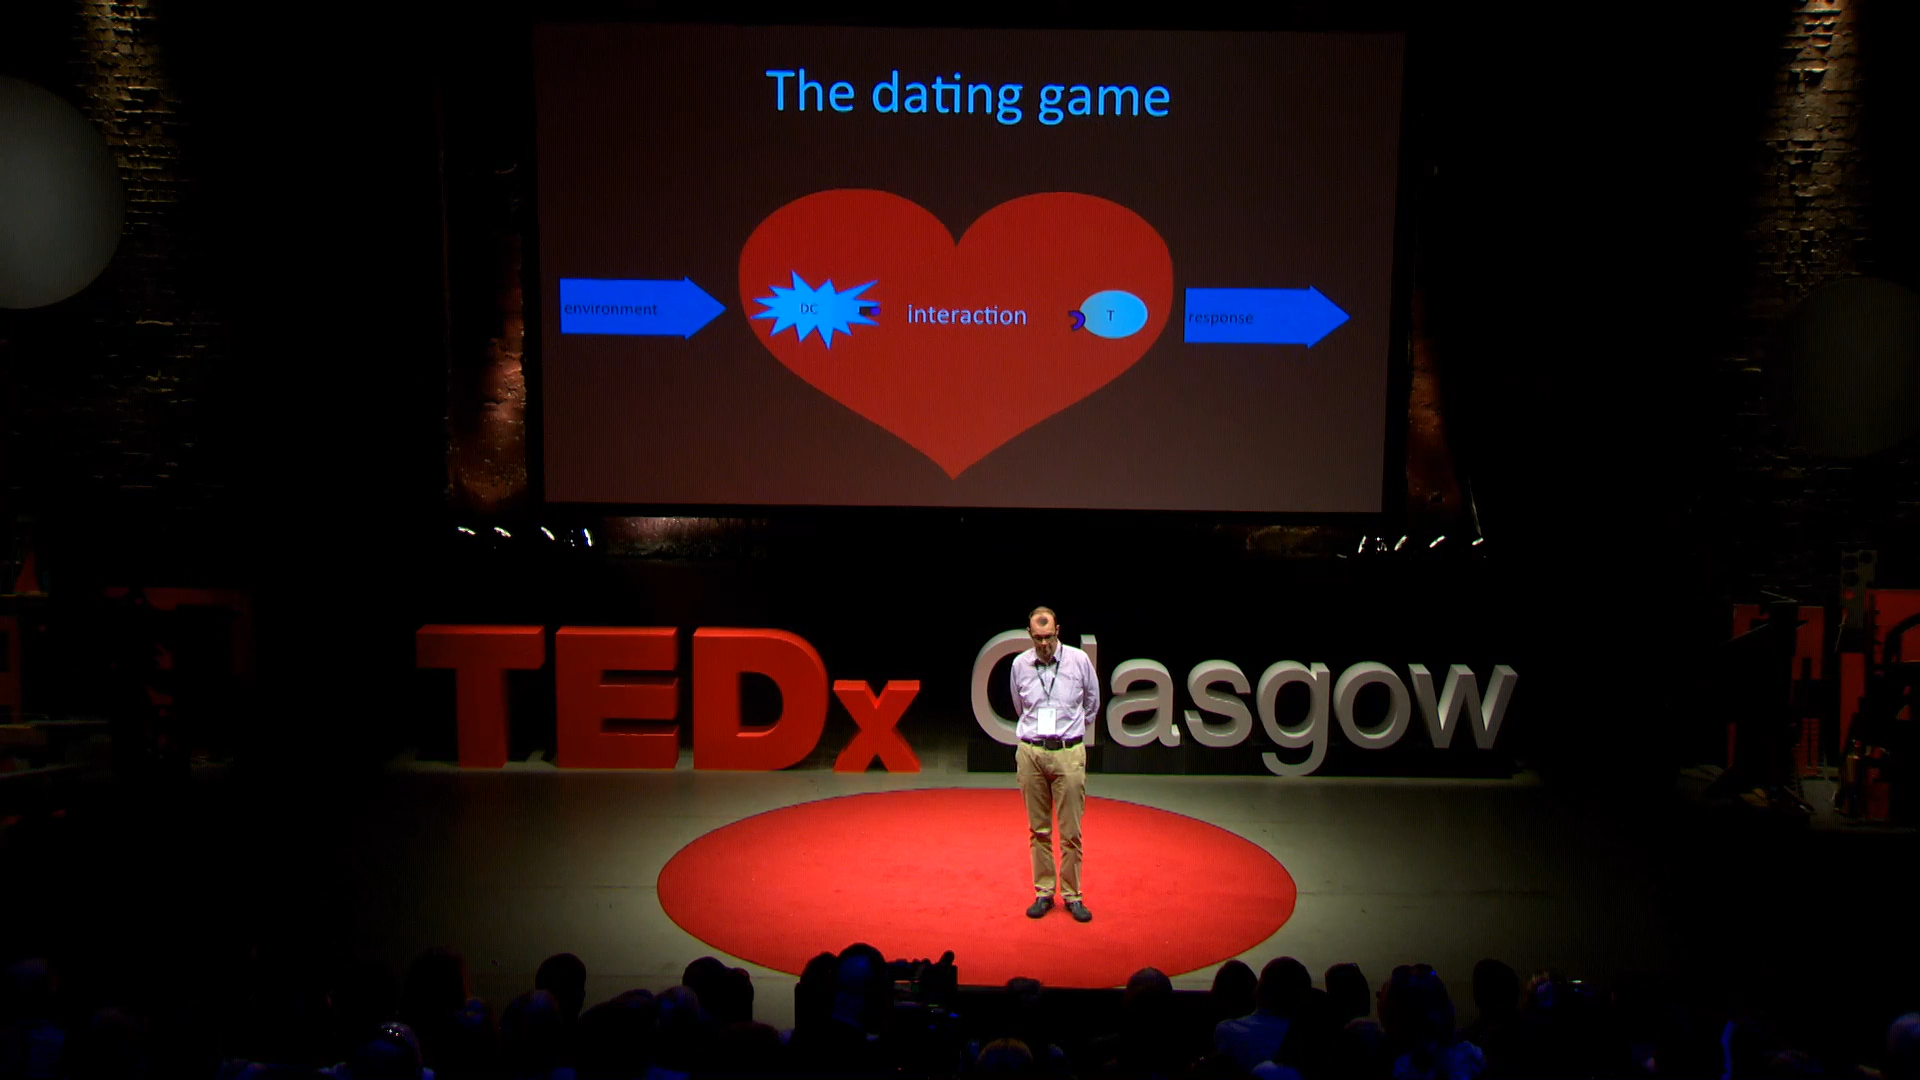 The dating game
environment
DC
interaction
T
response
TEDx Glasgow